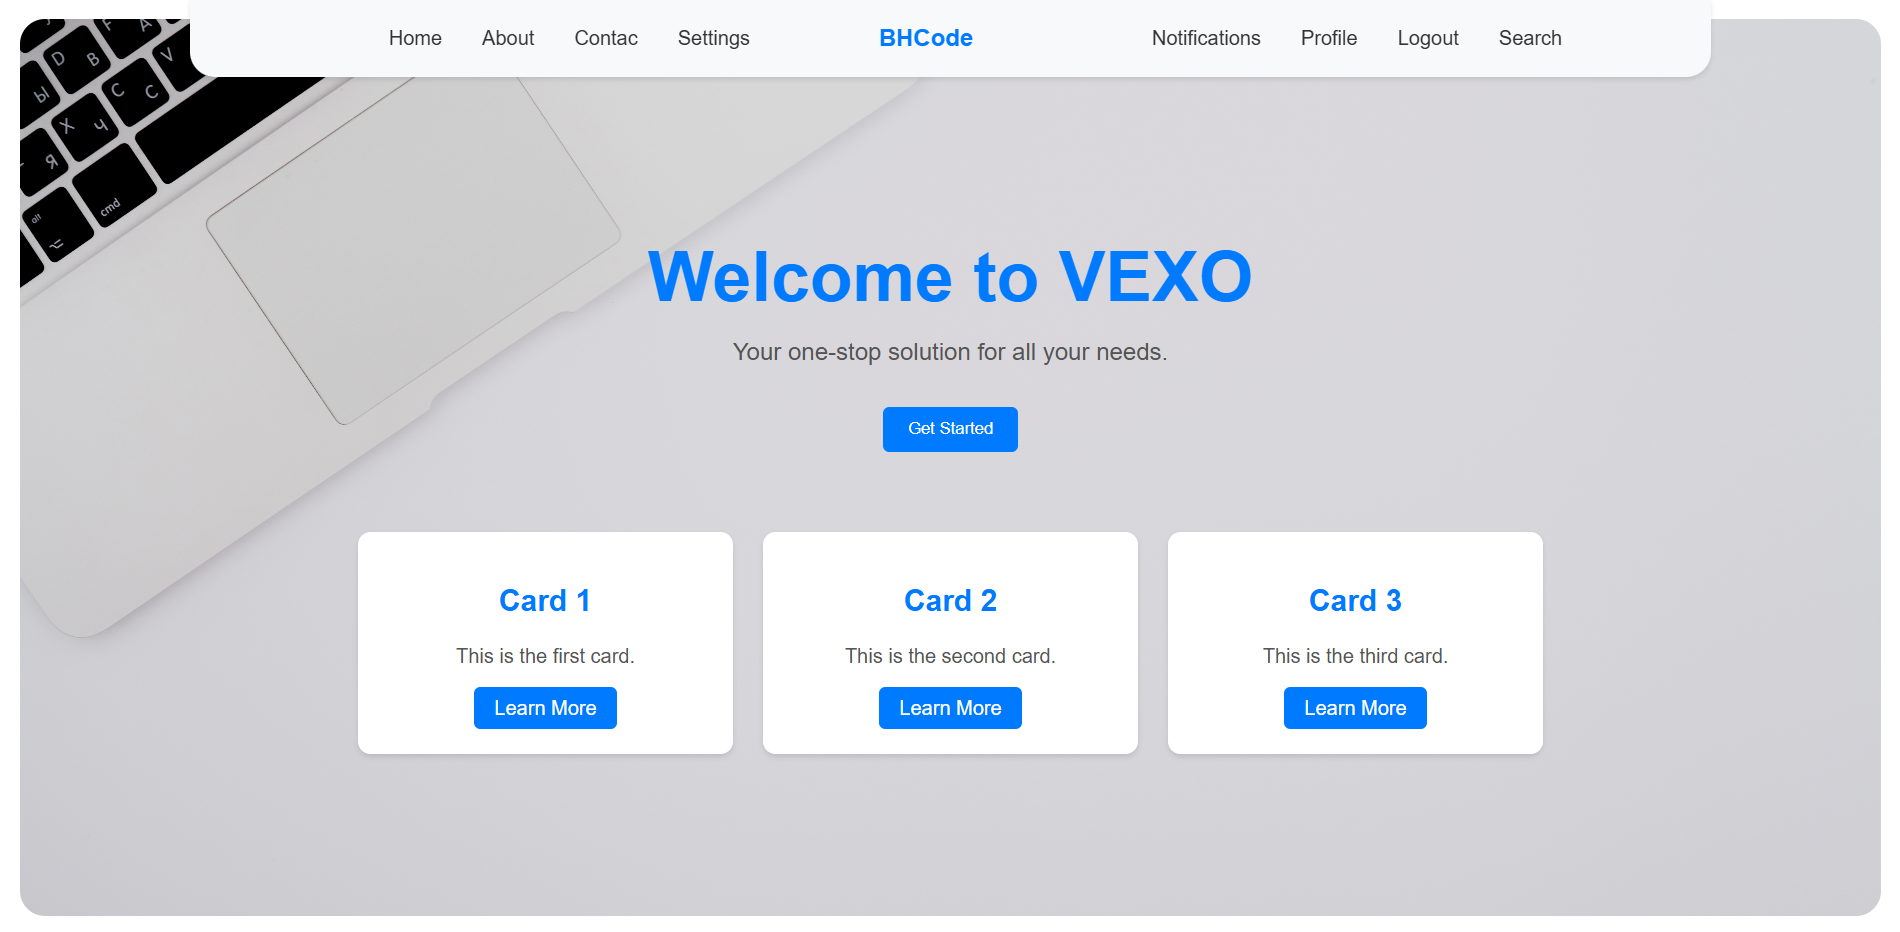 Home About Contac Settings BHCode Notifications Profile Logout Search
Welcome to VEXO
Your one-stop solution for all your needs.
Get Started
Card 1 Card 2 Card 3
This is the first card. This is the second card. This is the third card.
Learn More Learn More Learn More
D B
V
Ы
C С
X Ч
Я
cmd